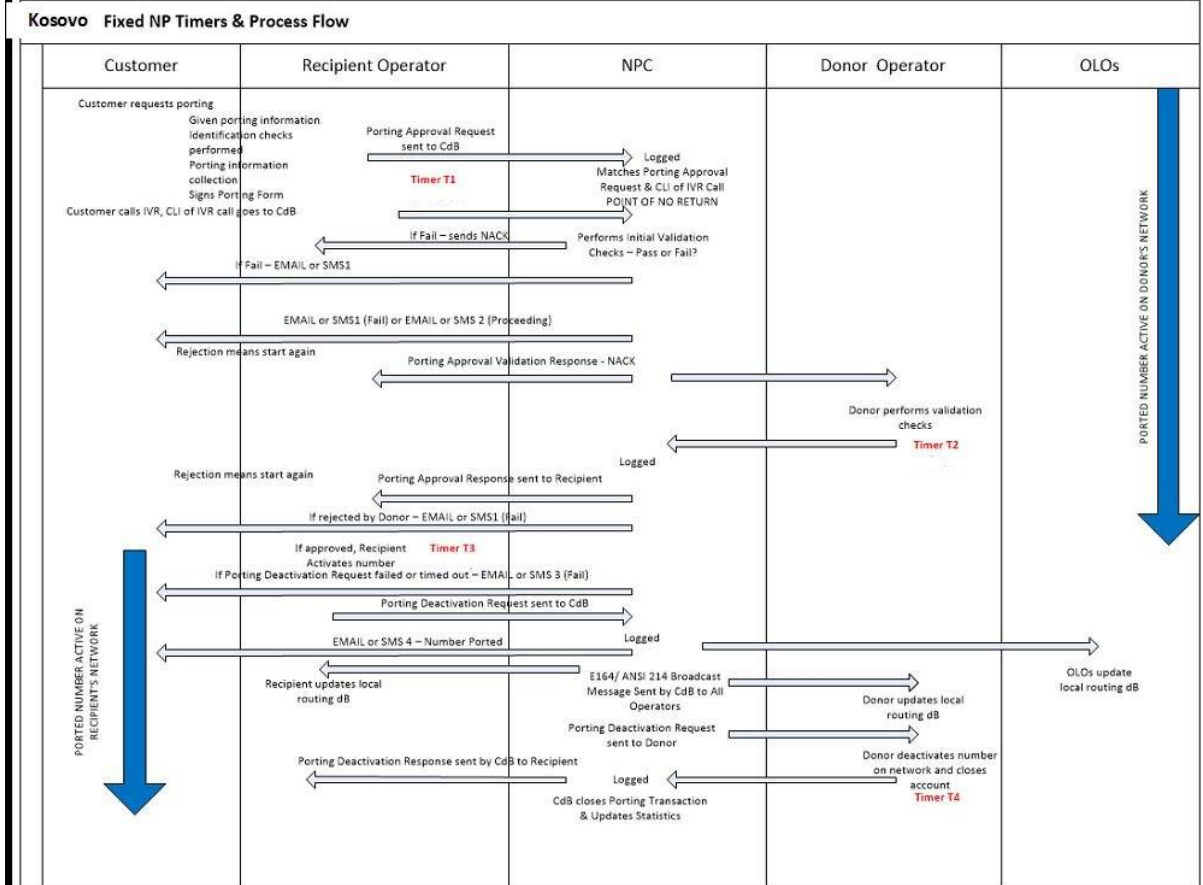 Kosovo Fixed NP Timers & Process Flow
Customer
Recipient Operator
NPC
Donor Operator
OLOs
Customer requests porting
Given porting information
Identification checks
performed
Porting information
collection
Signs Porting Form
Customer calls IVR, CLI of IVR call goes to CdB
Porting Approval Request
sent to CdB
Timer T1
Logged
Matches Porting Approval
Request & CLI of IVR Call
POINT OF NO RETURN
If Fail – sends NACK
Performs Initial Validation
Checks – Pass or Fail?
If Fail – EMAIL or SMS1
EMAIL or SMS1 (Fail) or EMAIL or SMS 2 (Proceeding)
Rejection means start again
Porting Approval Validation Response - NACK
Donor performs validation
checks
Timer T2
Logged
Rejection means start again
Porting Approval Response sent to Recipient
If rejected by Donor – EMAIL or SMS1 (Fail)
If approved, Recipient
Activates number
Timer T3
If Porting Deactivation Request failed or timed out – EMAIL or SMS 3 (Fail)
Porting Deactivation Request sent to CdB
Logged
EMAIL or SMS 4 – Number Ported
Recipient updates local
routing dB
E164/ ANSI 214 Broadcast
Message Sent by CdB to All
Operators
Donor updates local
routing dB
OLOs update
local routing dB
Porting Deactivation Request
sent to Donor
Porting Deactivation Response sent by CdB to Recipient
Logged
Donor deactivates number
on network and closes
account
Timer T4
CdB closes Porting Transaction
& Updates Statistics
PORTED NUMBER ACTIVE ON DONOR'S NETWORK
PORTED NUMBER ACTIVE ON
RECIPIENT'S NETWORK